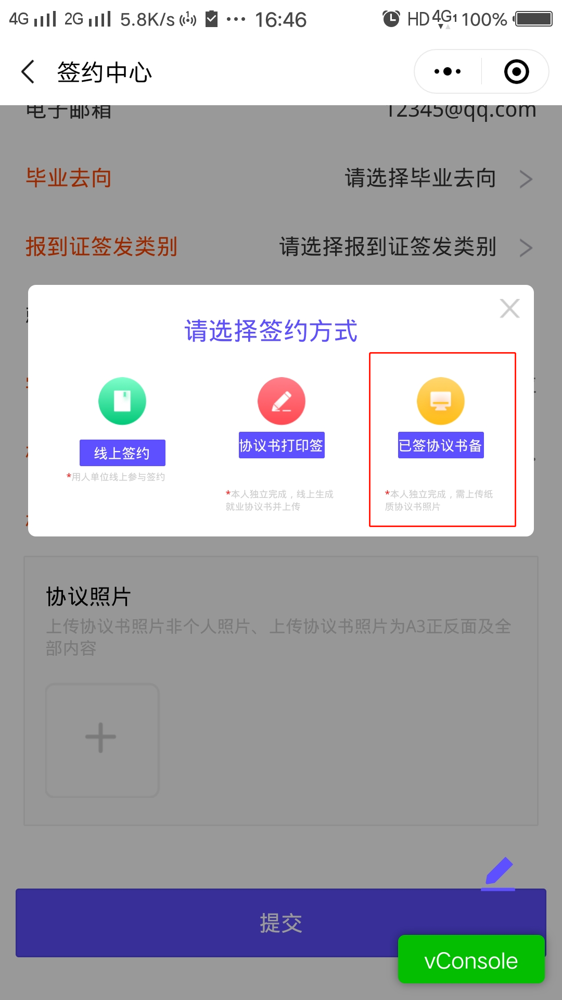 4G 2G 5.8K/s 1 ••• 16:46 HD 4G1 100%
签约中心
电子邮箱 12345@qq.com
毕业去向 请选择毕业去向
报到证签发类别 请选择报到证签发类别
请选择签约方式
线上签约 协议书打印签 已签协议书备
*用人单位线上参与签约
*本人独立完成，线上生成 *本人独立完成，需上传纸
就业协议书并上传 质协议书照片
协议照片
上传协议书照片非个人照片、上传协议书照片为A3正反面及全
部内容
提交
vConsole